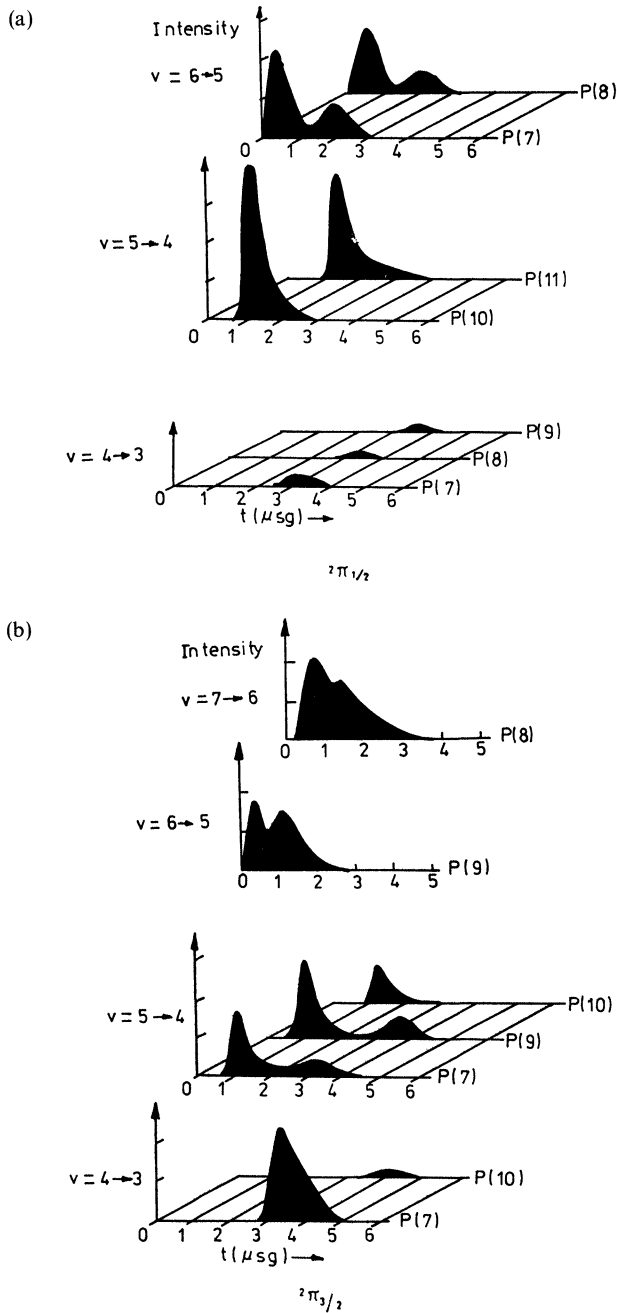 (a)
Intensity
v = 6→5
P(8)
0 1 2 3 4 5 6 P(7)
v = 5→4
P(11)
0 1 2 3 4 5 6 P(10)
v = 4→3
P(9)
P(8)
0 1 2 3 4 5 6 P(7)
t(μsg)→
²π₁/₂
(b)
Intensity
v = 7→6
0 1 2 3 4 5 P(8)
v = 6→5
0 1 2 3 4 5 P(9)
v = 5→4
P(10)
P(9)
0 1 2 3 4 5 6 P(7)
v = 4→3
P(10)
0 1 2 3 4 5 6 P(7)
t(μsg)→
²π₃/₂